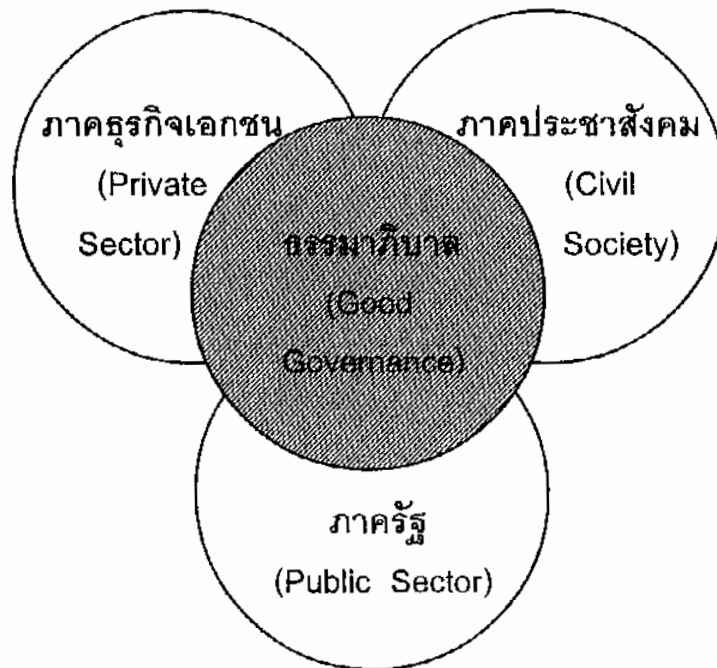 ภาคธุรกิจเอกชน
(Private
Sector)
ภาคประชาสังคม
(Civil
Society)
ธรรมาภิบาล
(Good
Governance)
ภาครัฐ
(Public Sector)